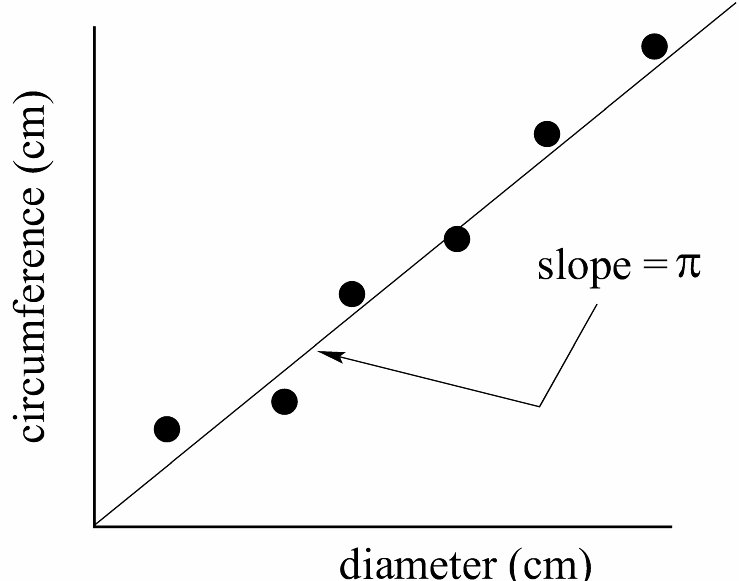 circumference (cm)
slope = π
diameter (cm)